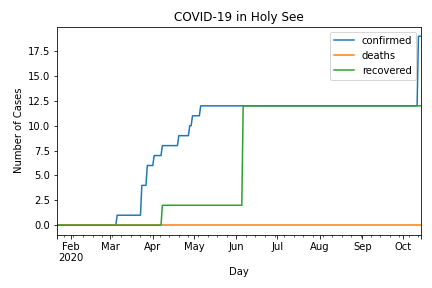 COVID-19 in Holy See
confirmed
deaths
recovered
Number of Cases
17.5
15.0
12.5
10.0
7.5
5.0
2.5
0.0
Feb Mar Apr May Jun Jul Aug Sep Oct
2020
Day